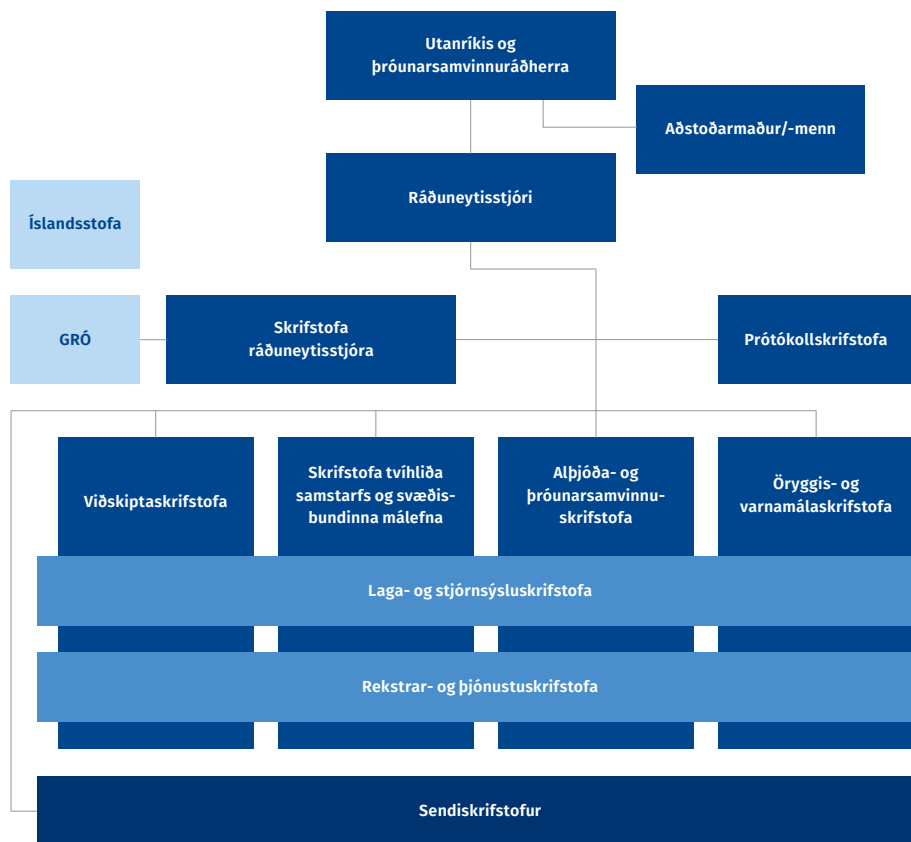 Utanríkis og
þróunarsamvinnuráðherra
Aðstoðarmaður/-menn
Ráðuneytisstjóri
Íslandsstofa
GRÓ
Skrifstofa
ráðuneytisstjóra
Prótókollskrifstofa
Viðskiptaskrifstofa
Skrifstofa tvíhliða
samstarfs og svæðis-
bundinna málefna
Alþjóða- og
þróunarsamvinnu-
skrifstofa
Öryggis- og
varnamálaskrifstofa
Laga- og stjórnsýsluskrifstofa
Rekstrar- og þjónustuskrifstofa
Sendiskrifstofur